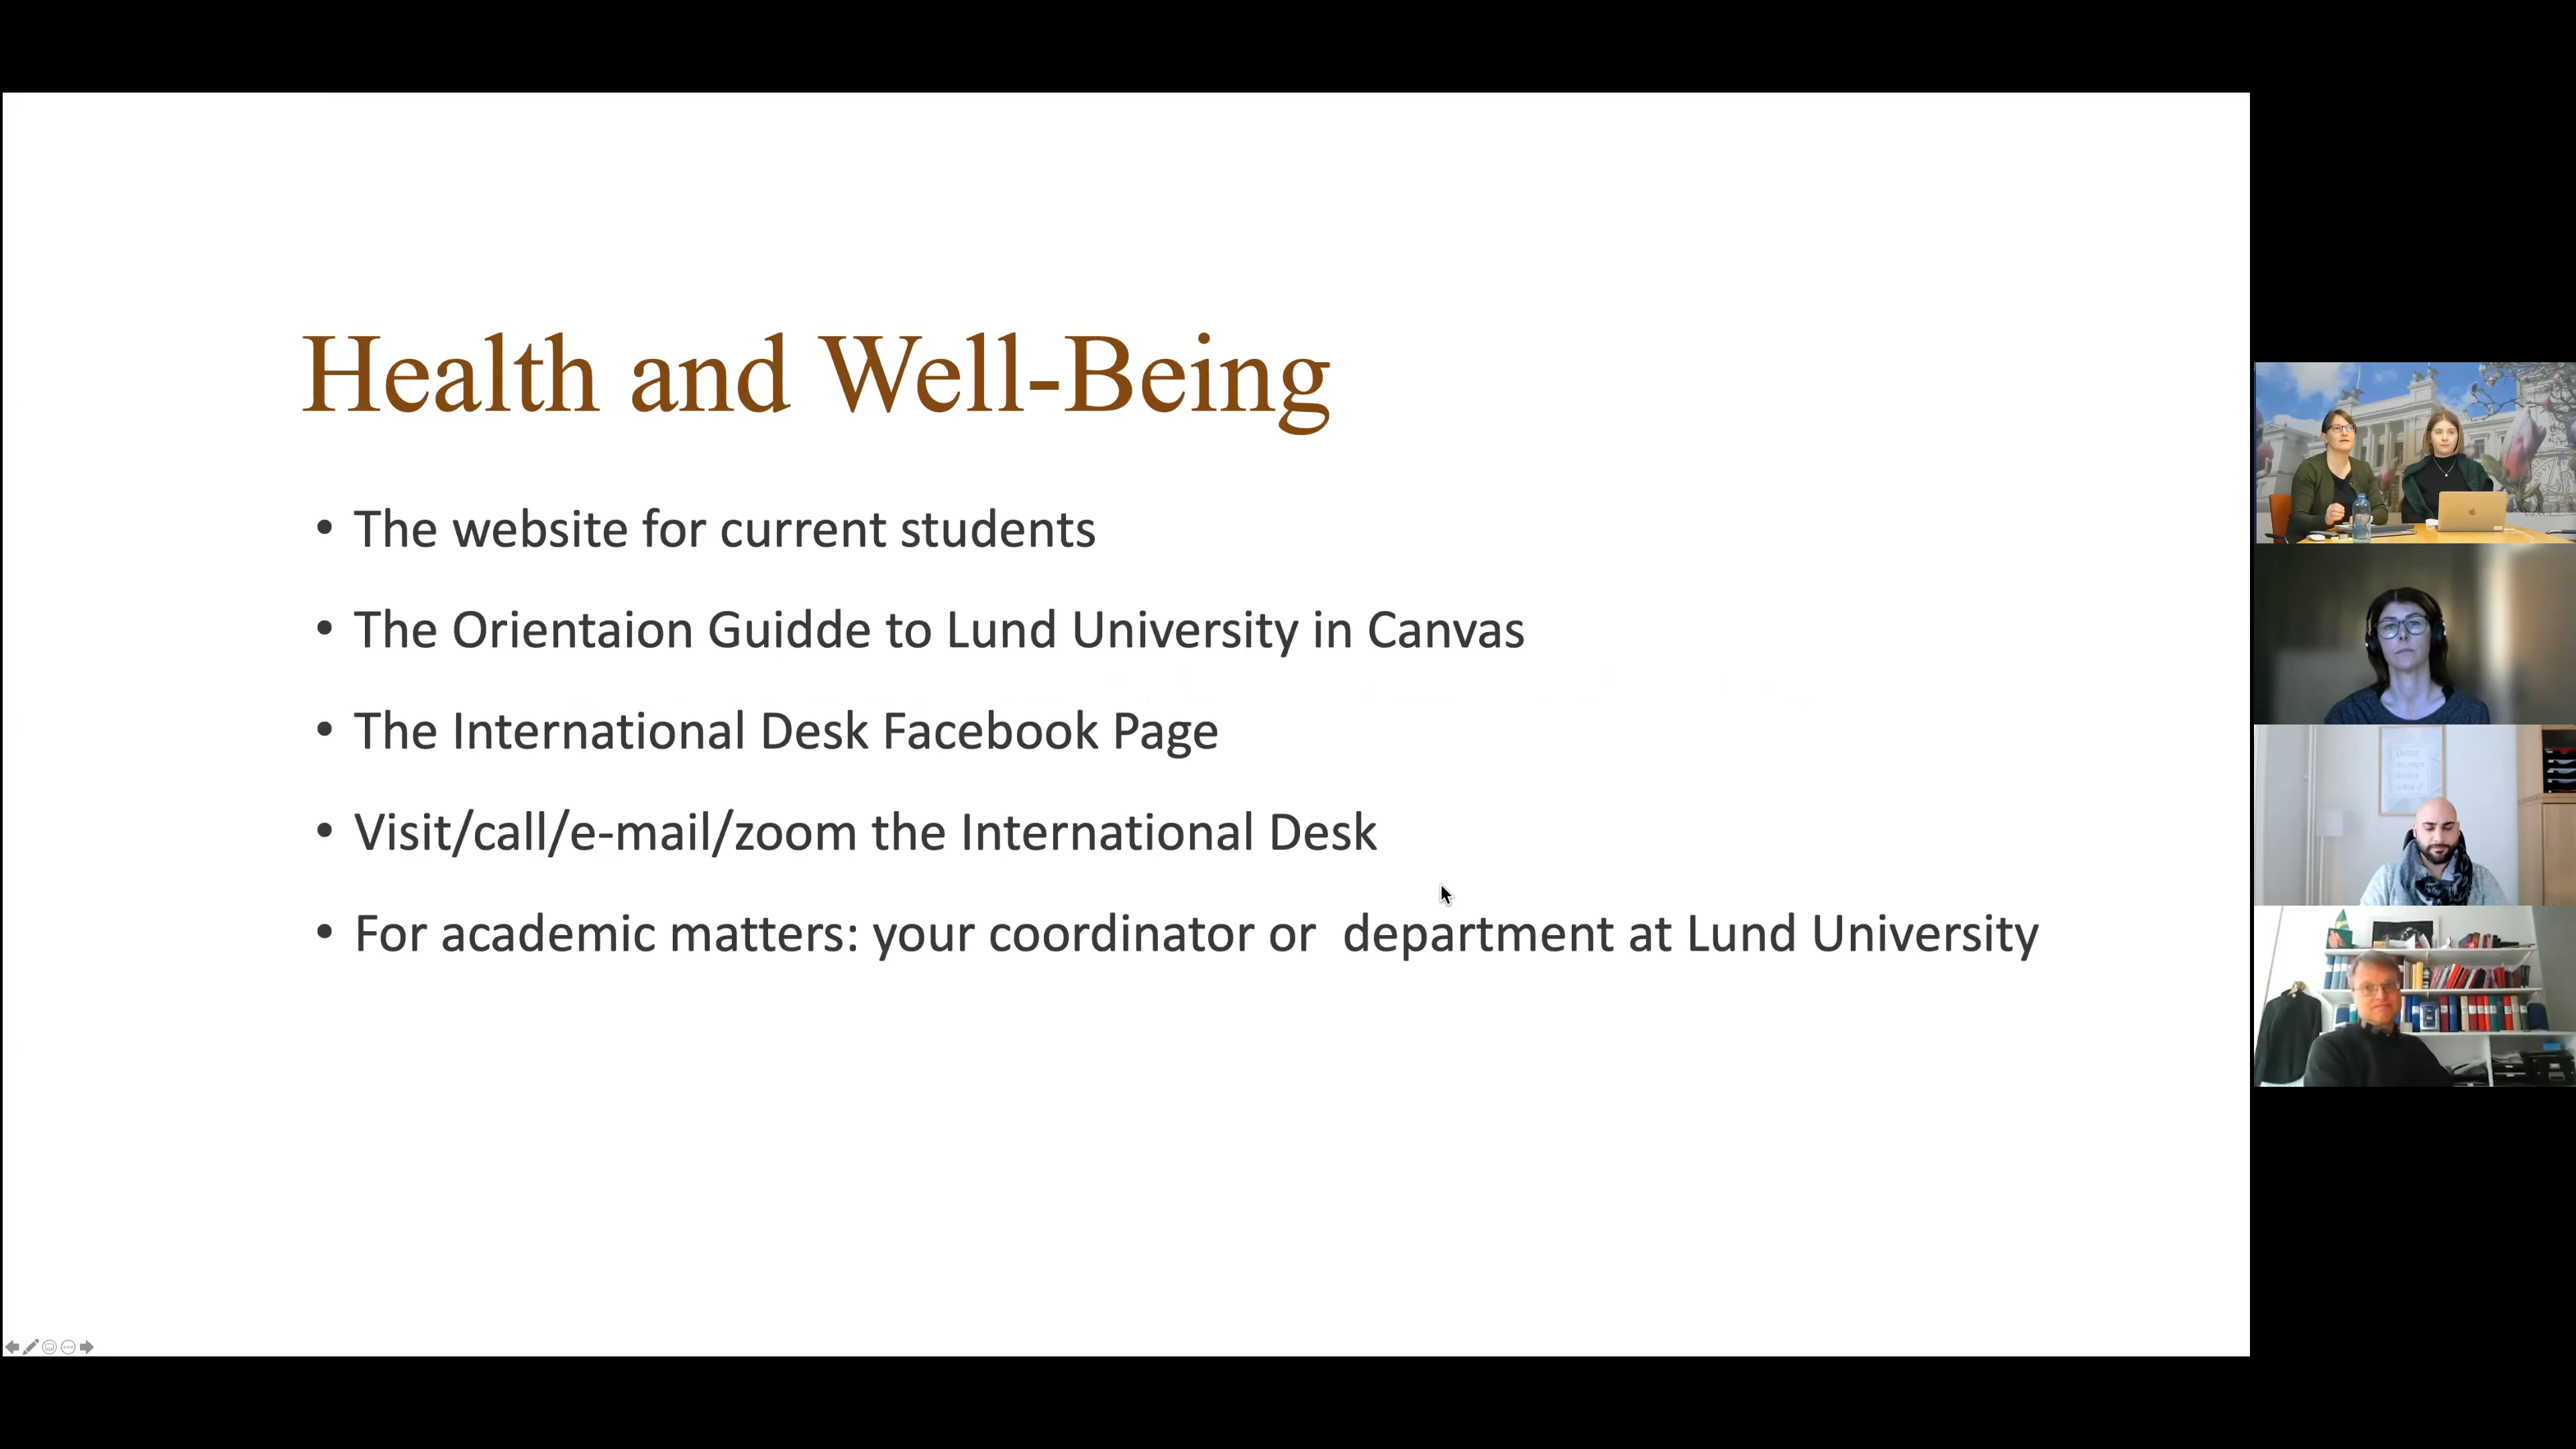 Health and Well-Being
• The website for current students
• The Orientaion Guidde to Lund University in Canvas
• The International Desk Facebook Page
• Visit/call/e-mail/zoom the International Desk
• For academic matters: your coordinator or  department at Lund University